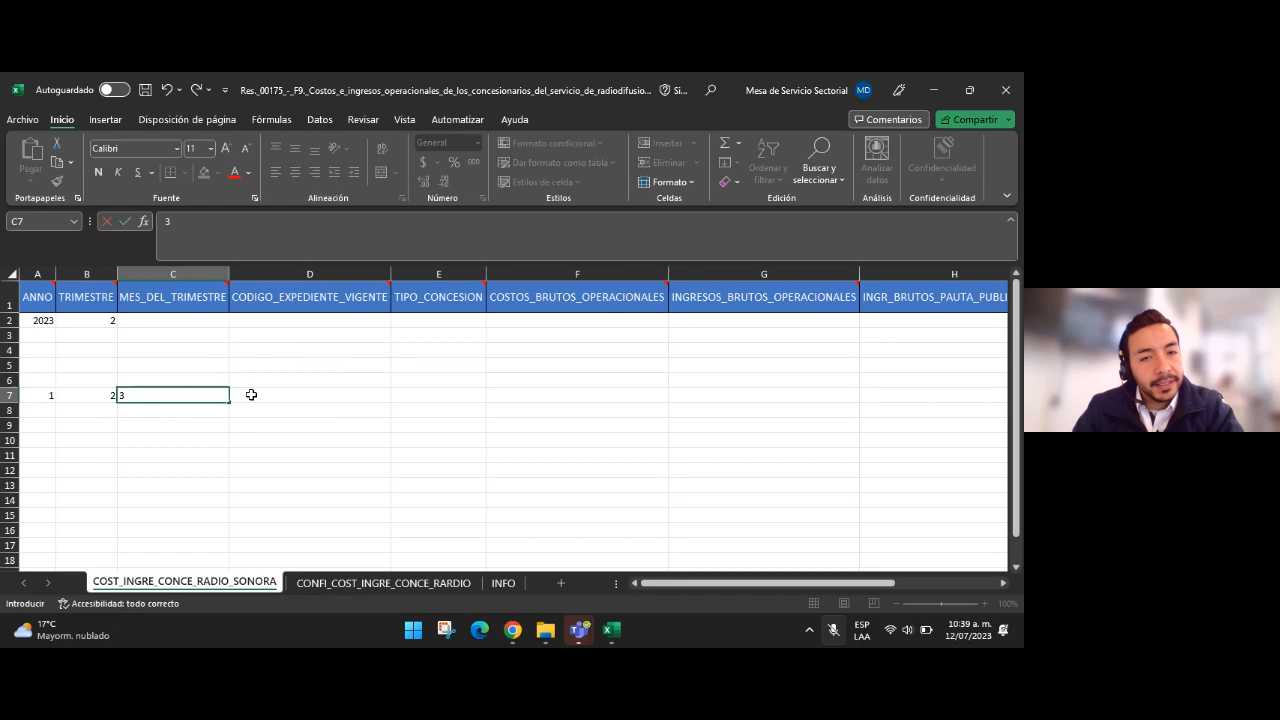 Autoguardado
Res._00175_-_F9._Costos_e_ingresos_operacionales_de_los_concesionarios_del_servicio_de_radiodifusio...
Si...
Mesa de Servicio Sectorial
MD
Archivo Inicio Insertar Disposición de página Fórmulas Datos Revisar Vista Automatizar Ayuda
Comentarios
Compartir
Pegar
Calibri
11
N K S
General
$ % 000
Formato condicional
Dar formato como tabla
Estilos de celda
Insertar
Eliminar
Formato
Ordenar y filtrar
Buscar y seleccionar
Analizar datos
Confidencialidad
Portapapeles Fuente Alineación Número Estilos Celdas Edición Análisis Confidencialidad
C7
fx
3
A B C D E F G H
1 ANNO TRIMESTRE MES_DEL_TRIMESTRE CODIGO_EXPEDIENTE_VIGENTE TIPO_CONCESION COSTOS_BRUTOS_OPERACIONALES INGRESOS_BRUTOS_OPERACIONALES INGR_BRUTOS_PAUTA_PUBLI
2 2023 2
3
4
5
6
7 1 2 3
8
9
10
11
12
13
14
15
16
17
18
COST_INGRE_CONCE_RADIO_SONORA CONFI_COST_INGRE_CONCE_RARDIO INFO
Introducir Accesibilidad: todo correcto
100%
17°C
Mayorm. nublado
ESP
LAA
10:39 a. m.
12/07/2023